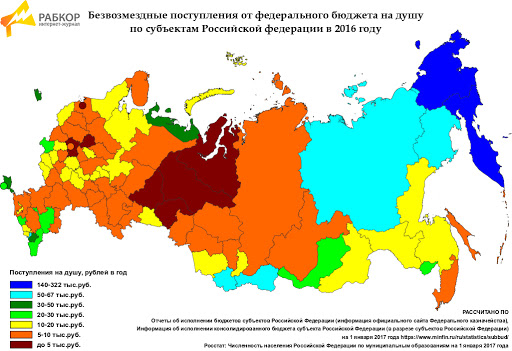 РАБКОР
интернет-журнал
Безвозмездные поступления от федерального бюджета на душу
по субъектам Российской федерации в 2016 году
Поступления на душу, рублей в год
140-322 тыс.руб.
50-67 тыс.руб.
30-50 тыс.руб.
20-30 тыс.руб.
10-20 тыс.руб.
5-10 тыс.руб.
до 5 тыс.руб.
РАССЧИТАНО ПО
Отчеты об исполнении бюджетов субъектов Российской Федерации (информация официального сайта Федерального казначейства),
Информация об исполнении консолидированного бюджета субъекта Российской Федерации (в разрезе субъектов Российской Федерации)
на 1 января 2017 года https://www.minfin.ru/ru/statistics/subbud/
Росстат: Численность населения Российской Федерации по муниципальным образованиям на 1 января 2017 года